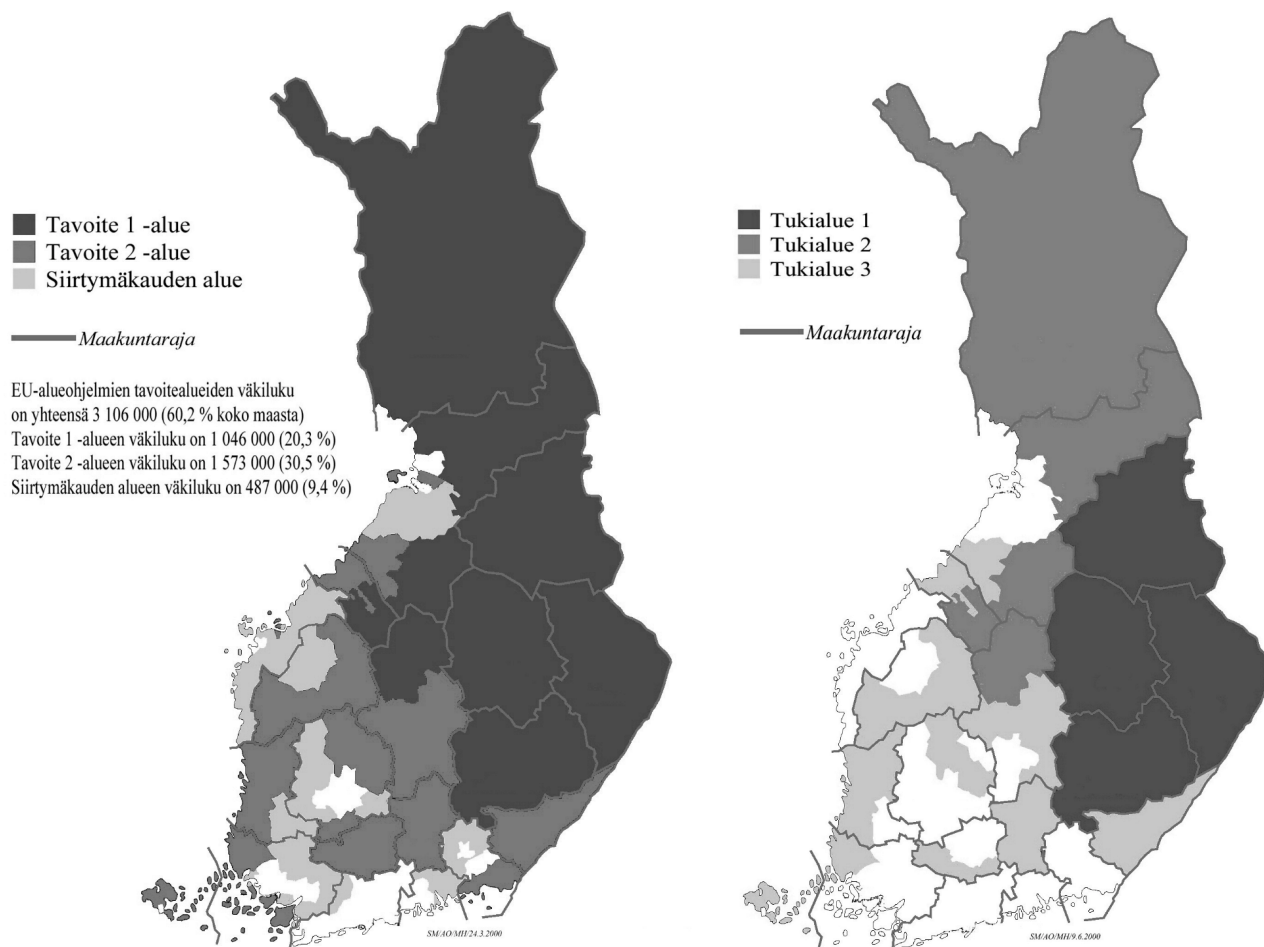 Tavoite 1 -alue
Tavoite 2 -alue
Siirtymäkauden alue
Maakuntaraja
EU-alueohjelmien tavoitealueiden väkiluku
on yhteensä 3 106 000 (60,2 % koko maasta)
Tavoite 1 -alueen väkiluku on 1 046 000 (20,3 %)
Tavoite 2 -alueen väkiluku on 1 573 000 (30,5 %)
Siirtymäkauden alueen väkiluku on 487 000 (9,4 %)
SM/AO/MH/24.3.2000
Tukialue 1
Tukialue 2
Tukialue 3
Maakuntaraja
SM/AO/MH/9.6.2000